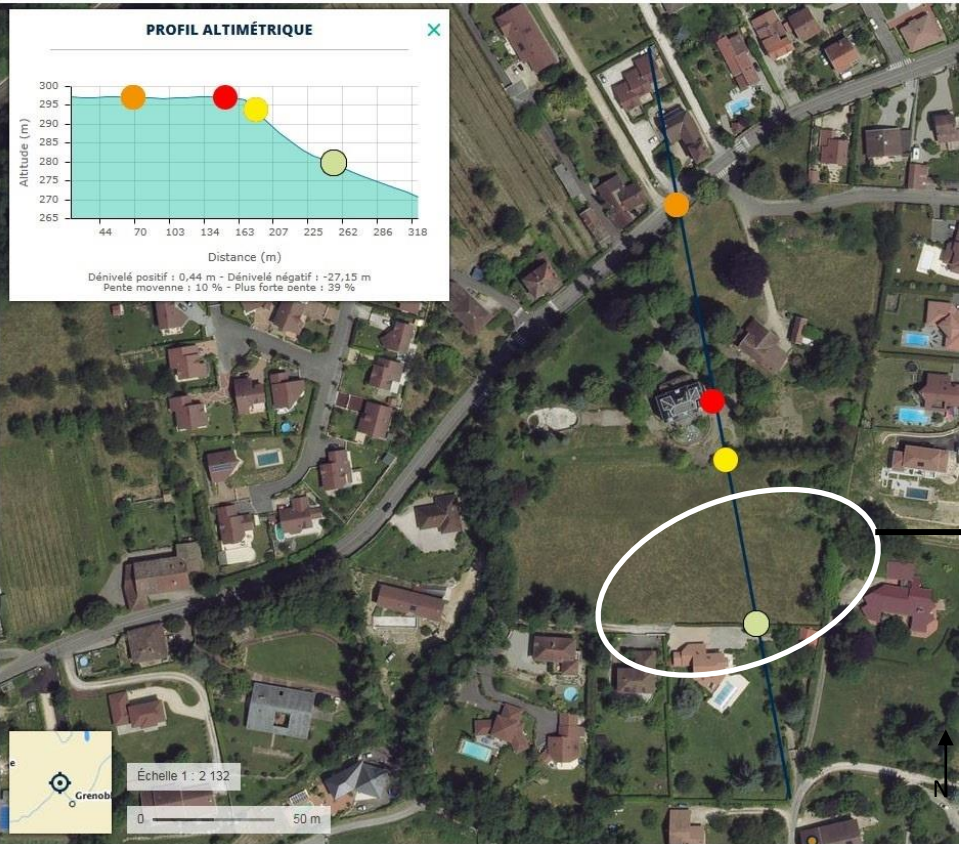 PROFIL ALTIMÉTRIQUE ×
300
295
290
285
280
275
270
265
Altitude (m)
44 70 103 134 163 207 225 262 286 318
Distance (m)
Dénivelé positif : 0,44 m - Dénivelé négatif : -27,15 m
Pente moyenne : 10 % - Plus forte pente : 39 %
N
e
Grenobl
Échelle 1 : 2 132
0 50 m